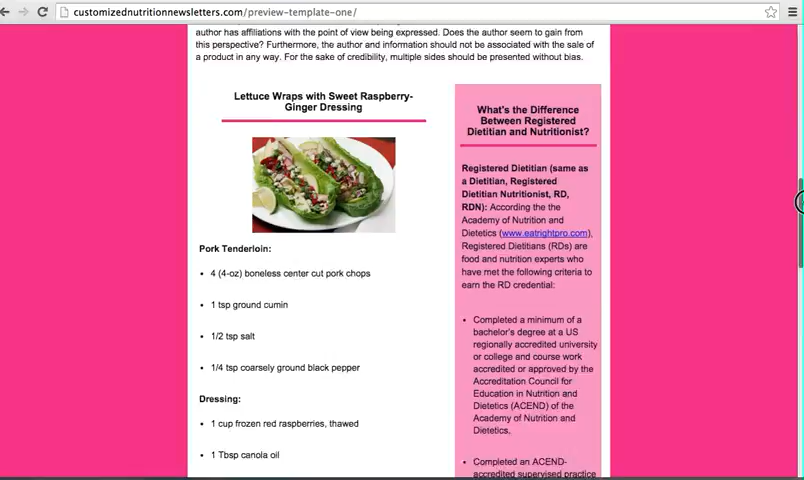 customizednutritionnewsletters.com/preview-template-one/
author has affiliations with the point of view being expressed. Does the author seem to gain from
this perspective? Furthermore, the author and information should not be associated with the sale of
a product in any way. For the sake of credibility, multiple sides should be presented without bias.
Lettuce Wraps with Sweet Raspberry-
Ginger Dressing
Pork Tenderloin:
• 4 (4-oz) boneless center cut pork chops
• 1 tsp ground cumin
• 1/2 tsp salt
• 1/4 tsp coarsely ground black pepper
Dressing:
• 1 cup frozen red raspberries, thawed
• 1 Tbsp canola oil
What's the Difference
Between Registered
Dietitian and Nutritionist?
Registered Dietitian (same as
a Dietitian, Registered
Dietitian Nutritionist, RD,
RDN): According the the
Academy of Nutrition and
Dietetics (www.eatrightpro.com),
Registered Dietitians (RDs) are
food and nutrition experts who
have met the following criteria to
earn the RD credential:
• Completed a minimum of a
bachelor's degree at a US
regionally accredited university
or college and course work
accredited or approved by the
Accreditation Council for
Education in Nutrition and
Dietetics (ACEND) of the
Academy of Nutrition and
Dietetics.
• Completed an ACEND-
accredited supervised practice